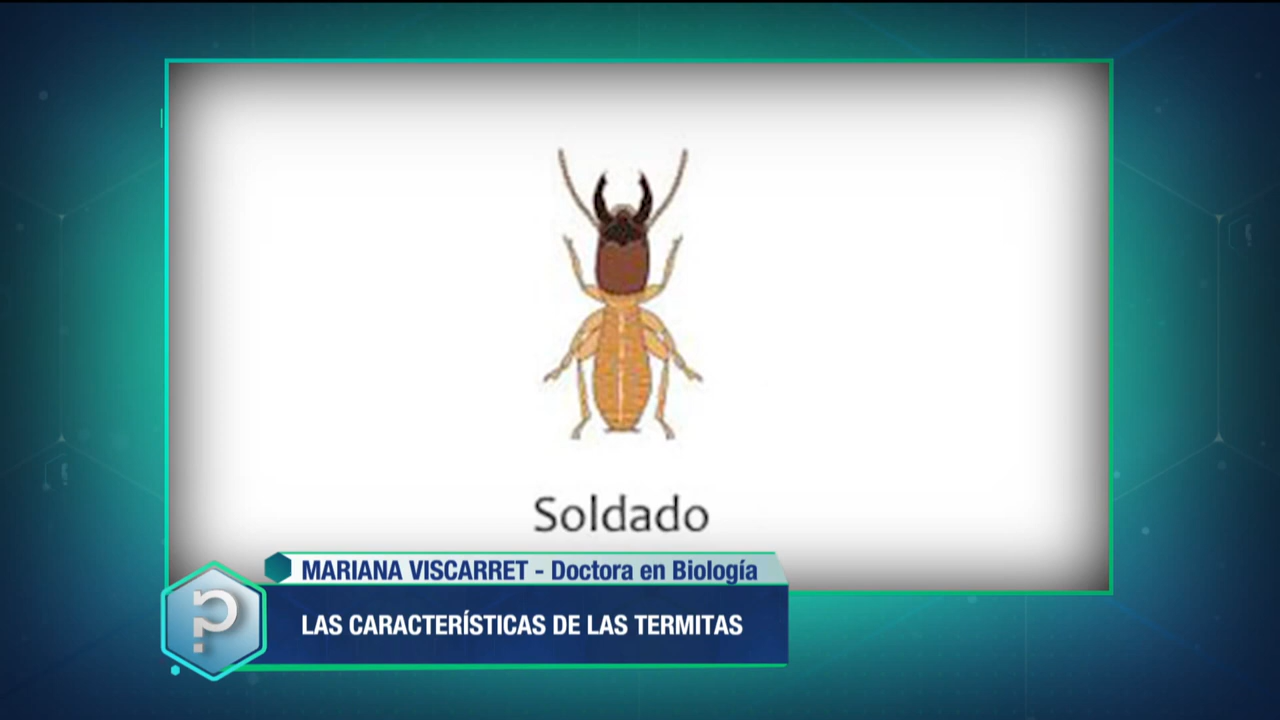 Soldado
MARIANA VISCARRET - Doctora en Biología
LAS CARACTERÍSTICAS DE LAS TERMITAS